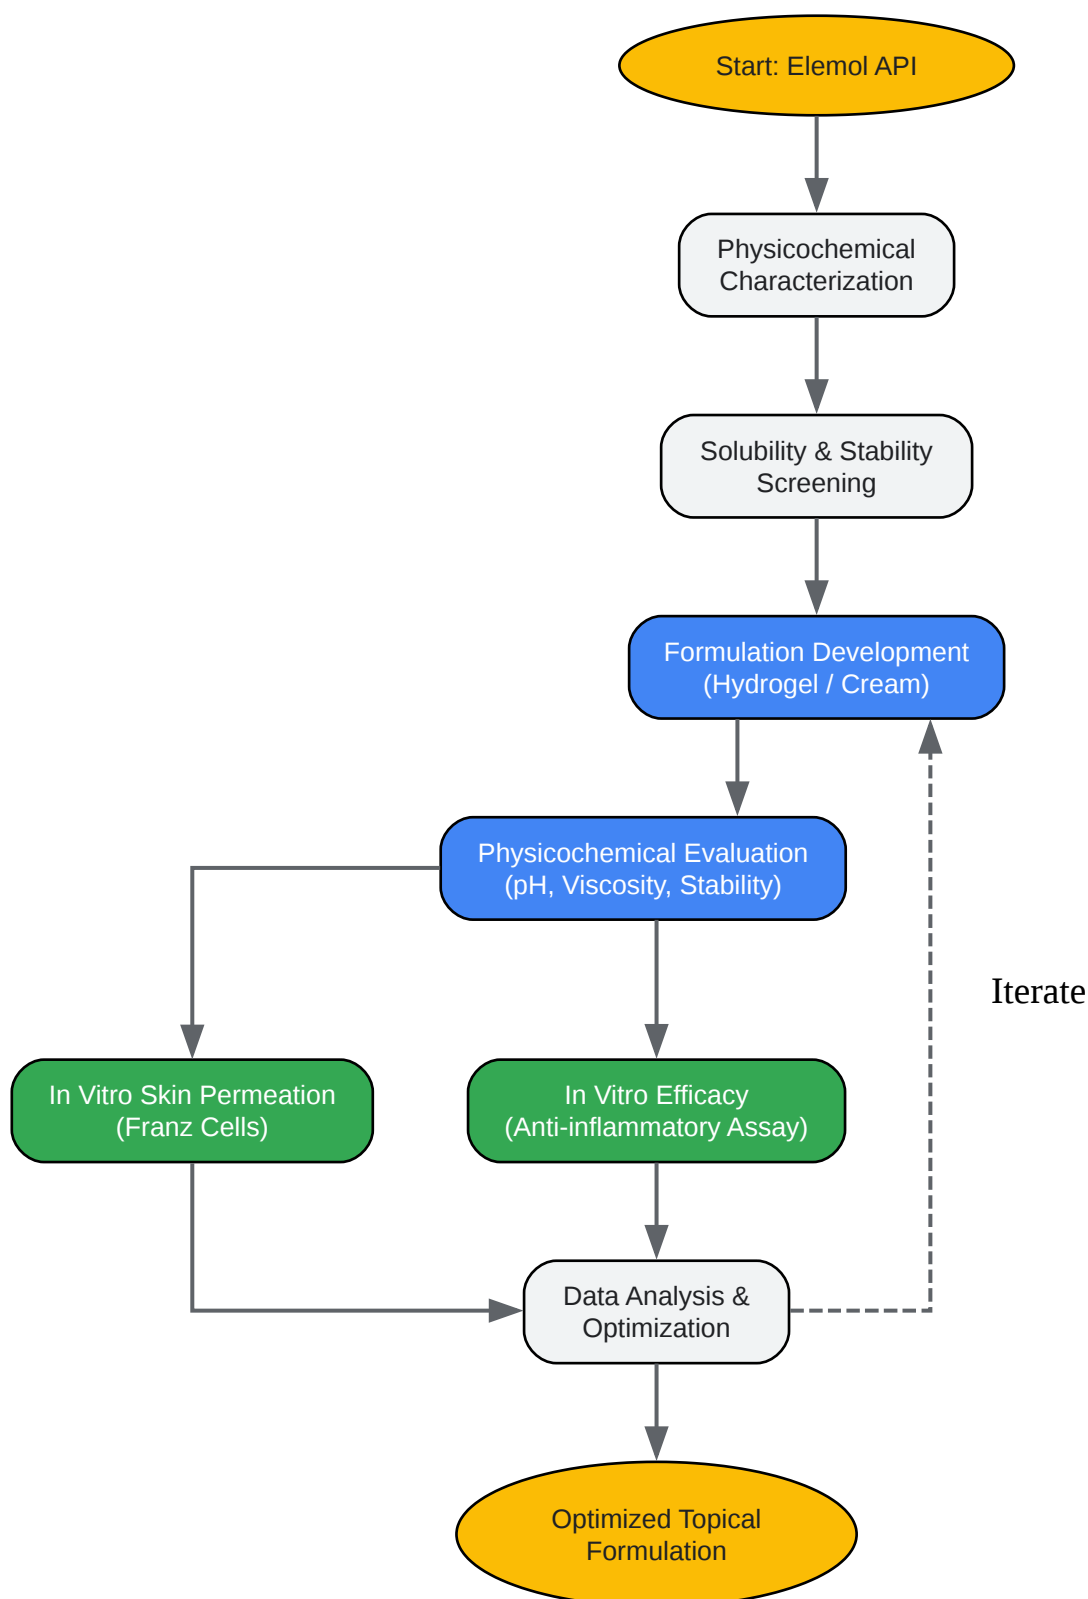 Start: Elemol API
Physicochemical
Characterization
Solubility & Stability
Screening
Formulation Development
(Hydrogel / Cream)
Physicochemical Evaluation
(pH, Viscosity, Stability)
Iterate
In Vitro Skin Permeation
(Franz Cells)
In Vitro Efficacy
(Anti-inflammatory Assay)
Data Analysis &
Optimization
Optimized Topical
Formulation